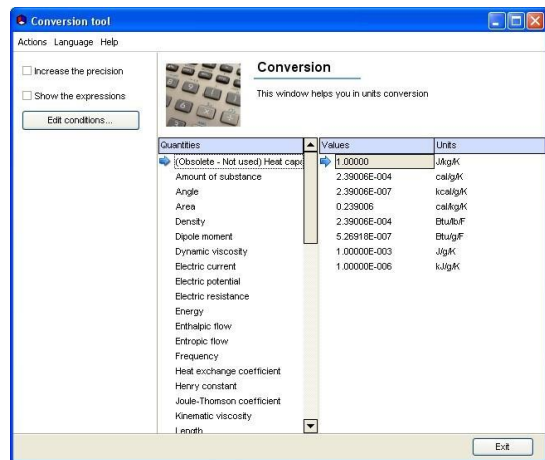 Conversion tool
Actions Language Help
Increase the precision
Show the expressions
Edit conditions...
Conversion
This window helps you in units conversion
Quantities Values Units
(Obsolete - Not used) Heat capa 1.00000 J/kg/K
Amount of substance 2.39006E-004 cal/g/K
Angle 2.39006E-007 kcal/g/K
Area 0.239006 cal/kg/K
Density 2.39006E-004 Btu/lb/F
Dipole moment 5.26918E-007 Btu/g/F
Dynamic viscosity 1.00000E-003 J/g/K
Electric current 1.00000E-006 kJ/g/K
Electric potential
Electric resistance
Energy
Enthalpic flow
Entropic flow
Frequency
Heat exchange coefficient
Henry constant
Joule-Thomson coefficient
Kinematic viscosity
Length
Exit